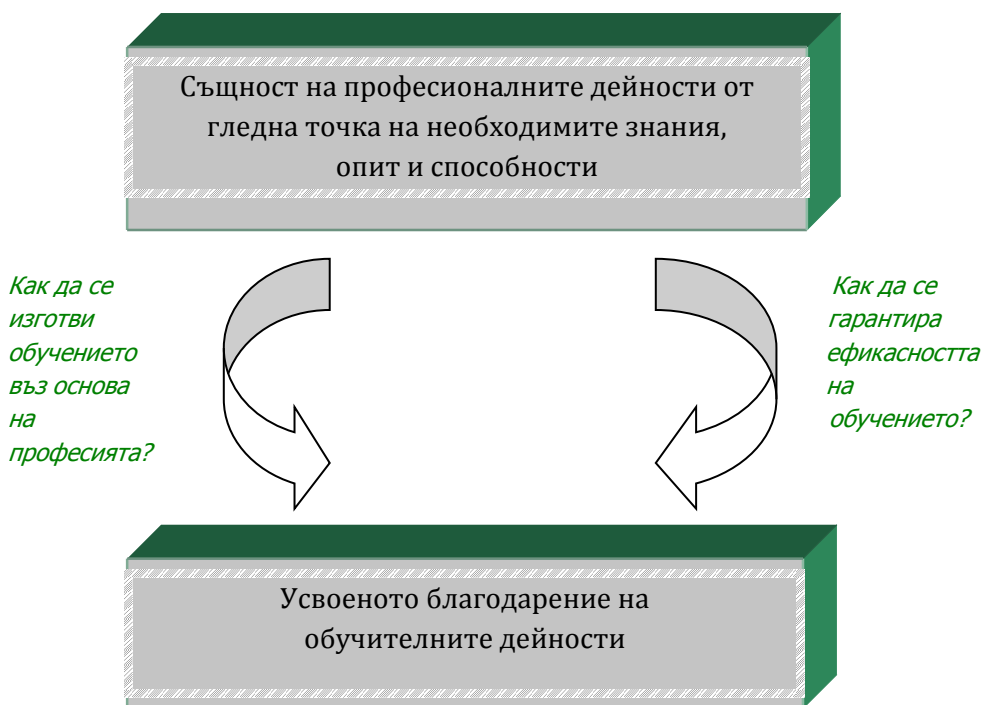 Същност на професионалните дейности от
гледна точка на необходимите знания,
опит и способности
Как да се
изготви
обучението
въз основа
на
професията?
Как да се
гарантира
ефикасността
на
обучението?
Усвоеното благодарение на
обучителните дейности